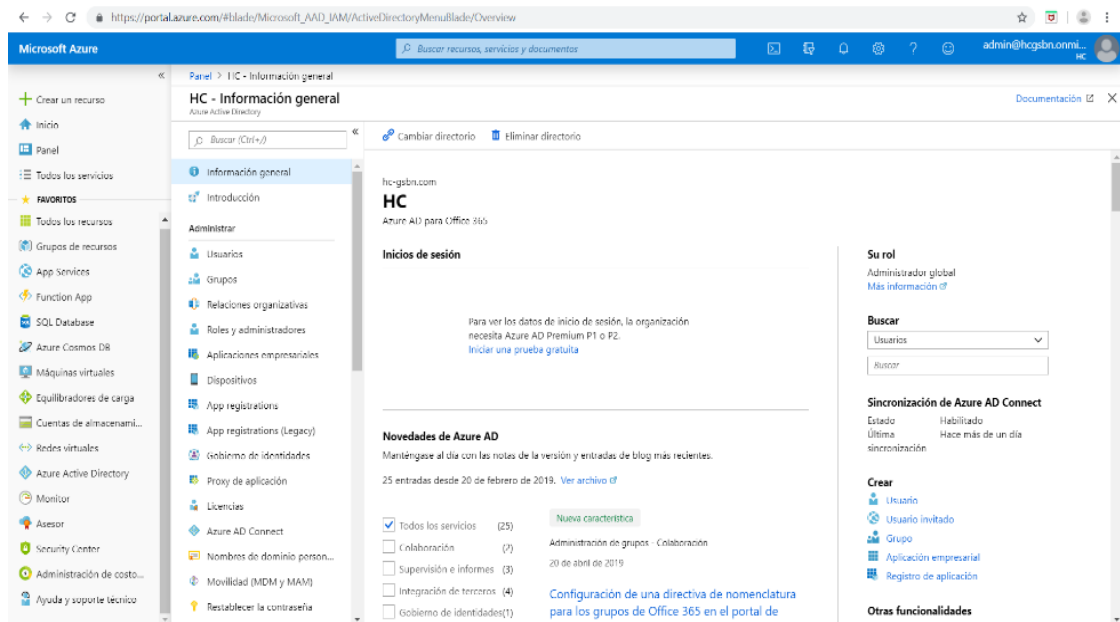 https://portal.azure.com/#blade/Microsoft_AAD_IAM/ActiveDirectoryMenuBlade/Overview
Microsoft Azure
Buscar recursos, servicios y documentos
admin@hcgsbn.onmi...
HC
Crear un recurso
Inicio
Panel
Todos los servicios
FAVORITOS
Todos los recursos
Grupos de recursos
App Services
Function App
SQL Database
Azure Cosmos DB
Máquinas virtuales
Equilibradores de carga
Cuentas de almacenami...
Redes virtuales
Azure Active Directory
Monitor
Asesor
Security Center
Administración de costo...
Ayuda y soporte técnico
Panel > HC - Información general
HC - Información general
Azure Active Directory
Documentación
Buscar (Ctrl+/)
Información general
Introducción
Administrar
Usuarios
Grupos
Relaciones organizativas
Roles y administradores
Aplicaciones empresariales
Dispositivos
App registrations
App registrations (Legacy)
Gobierno de identidades
Proxy de aplicación
Licencias
Azure AD Connect
Nombres de dominio person...
Movilidad (MDM y MAM)
Restablecer la contraseña
Cambiar directorio
Eliminar directorio
hc-gsbn.com
HC
Azure AD para Office 365
Inicios de sesión
Para ver los datos de inicio de sesión, la organización
necesita Azure AD Premium P1 o P2.
Iniciar una prueba gratuita
Novedades de Azure AD
Manténgase al día con las notas de la versión y entradas de blog más recientes.
25 entradas desde 20 de febrero de 2019. Ver archivo
Todos los servicios (25)
Colaboración (2)
Supervisión e informes (3)
Integración de terceros (4)
Gobierno de identidades(1)
Nueva característica
Administración de grupos - Colaboración
20 de abril de 2019
Configuración de una directiva de nomenclatura
para los grupos de Office 365 en el portal de
Su rol
Administrador global
Más información
Buscar
Usuarios
Buscar
Sincronización de Azure AD Connect
Estado Habilitado
Última Hace más de un día
sincronización
Crear
Usuario
Usuario invitado
Grupo
Aplicación empresarial
Registro de aplicación
Otras funcionalidades